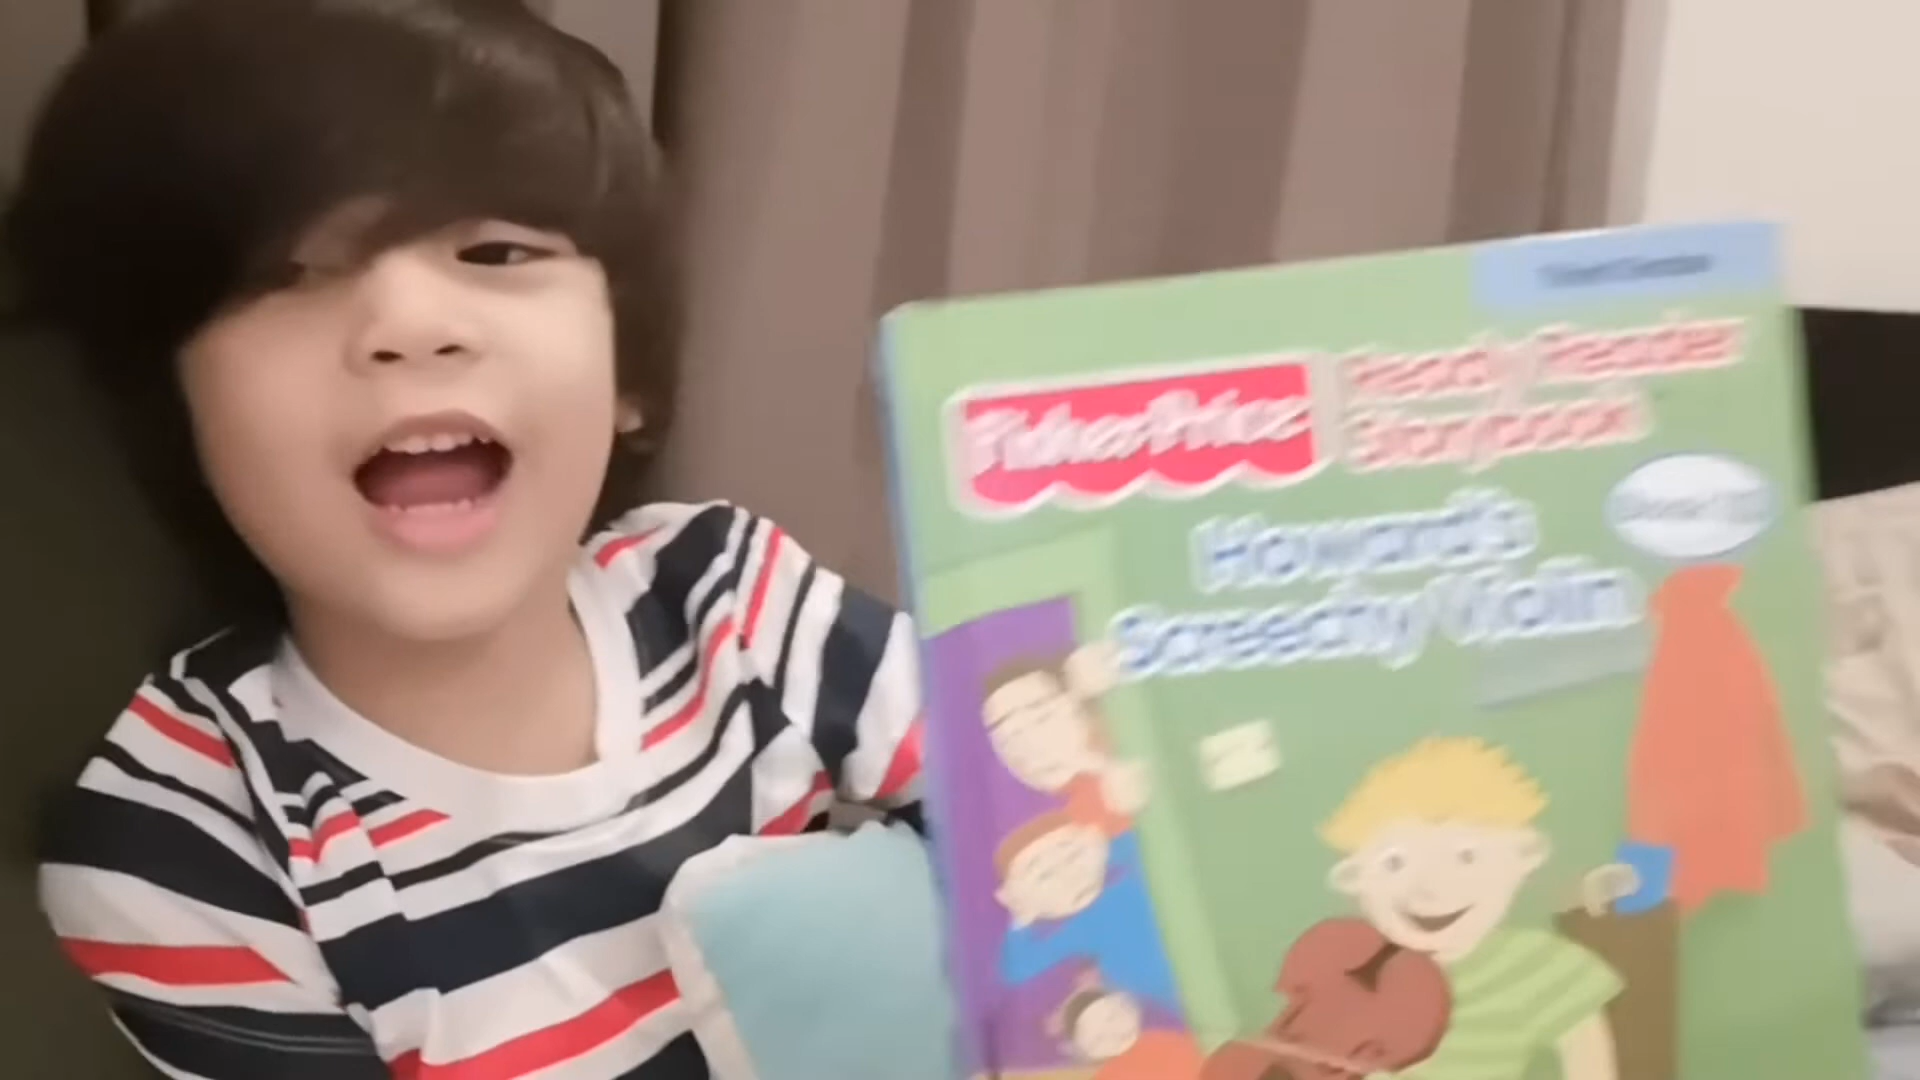 Fisher-Price
Ready Reader
Storybook
Howard's
Screechy Violin